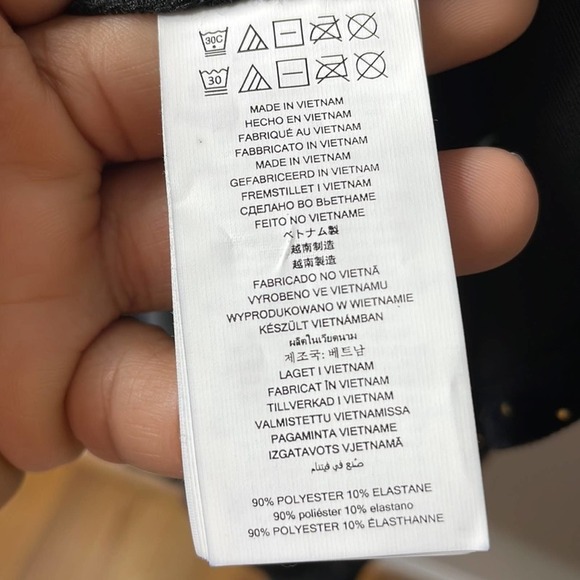 30C
30
MADE IN VIETNAM
HECHO EN VIETNAM
FABRIQUÉ AU VIETNAM
FABBRICATO IN VIETNAM
MADE IN VIETNAM
GEFABRICEERD IN VIETNAM
FREMSTILLET I VIETNAM
СДЕЛАНО ВО ВЬЕТНАМЕ
FEITO NO VIETNAME
ベトナム製
越南制造
越南製造
FABRICADO NO VIETNÃ
VYROBENO VE VIETNAMU
WYPRODUKOWANO W WIETNAMIE
KÉSZÜLT VIETNÁMBAN
ผลิตในเวียดนาม
제조국: 베트남
LAGET I VIETNAM
FABRICAT ÎN VIETNAM
TILLVERKAD I VIETNAM
VALMISTETTU VIETNAMISSA
PAGAMINTA VIETNAME
IZGATAVOTS VJETNAMĀ
صنع في فيتنام
90% POLYESTER 10% ELASTANE
90% poliéster 10% elastano
90% POLYESTER 10% ÉLASTHANNE